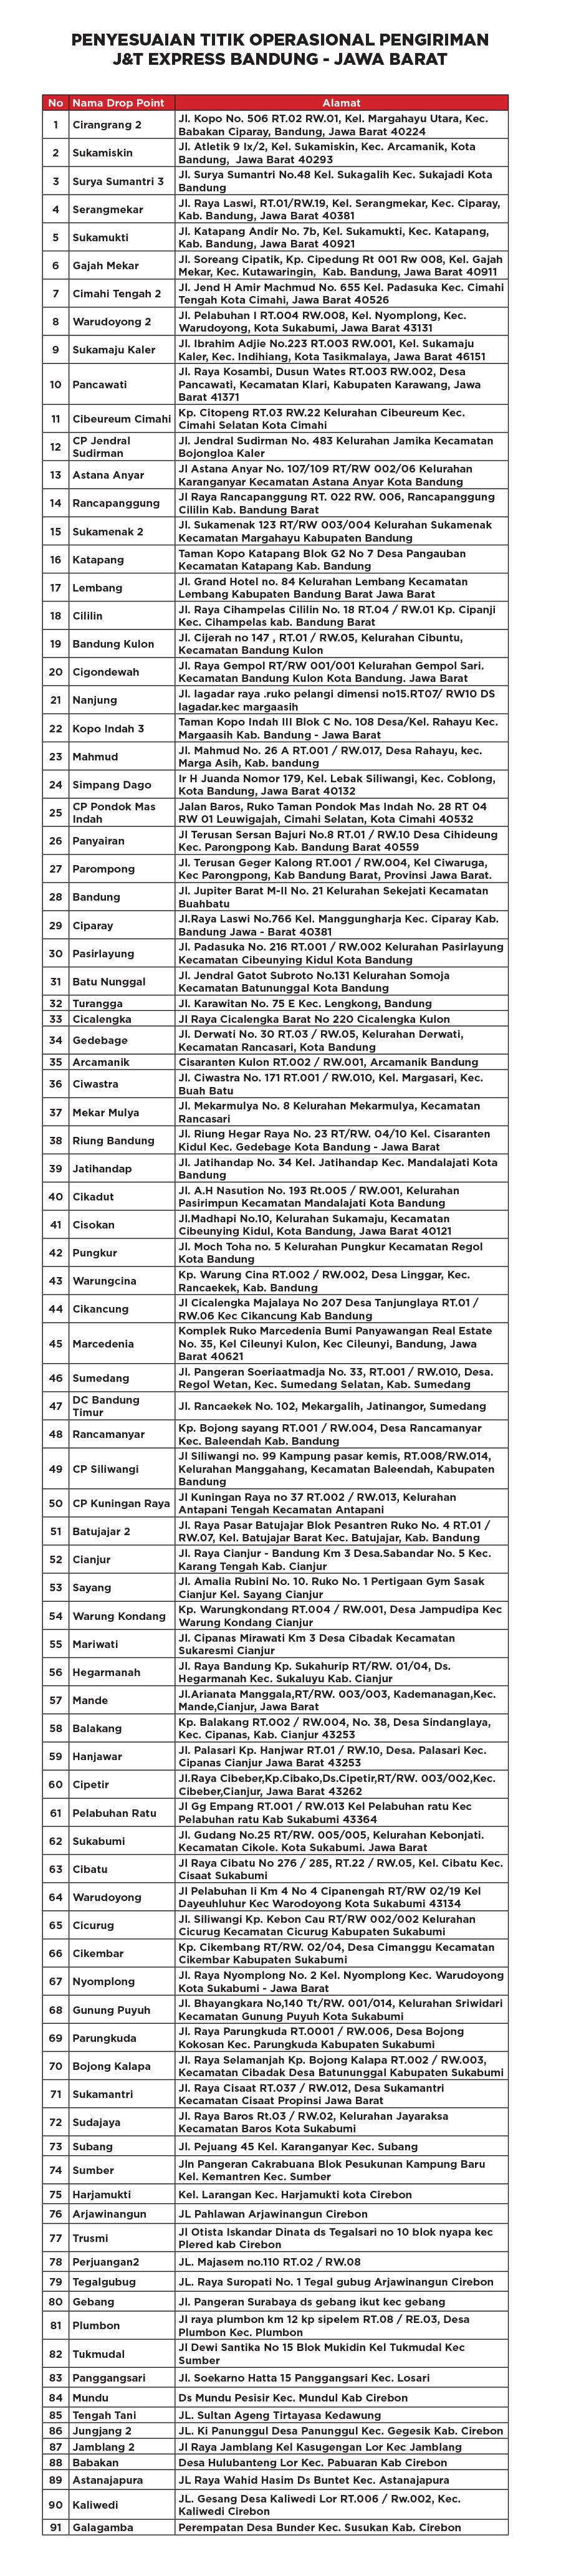 PENYESUAIAN TITIK OPERASIONAL PENGIRIMAN
J&T EXPRESS BANDUNG - JAWA BARAT
No Nama Drop Point Alamat
1 Cirangrang 2 Jl. Kopo No. 506 RT.02 RW.01, Kel. Margahayu Utara, Kec.
Babakan Ciparay, Bandung, Jawa Barat 40224
2 Sukamiskin Jl. Atletik 9 Ix/2, Kel. Sukamiskin, Kec. Arcamanik, Kota
Bandung, Jawa Barat 40293
3 Surya Sumantri 3 Jl. Surya Sumantri No.48 Kel. Sukagalih Kec. Sukajadi Kota
Bandung
4 Serangmekar Jl. Raya Laswi, RT.01/RW.19, Kel. Serangmekar, Kec. Ciparay,
Kab. Bandung, Jawa Barat 40381
5 Sukamukti Jl. Katapang Andir No. 7b, Kel. Sukamukti, Kec. Katapang,
Kab. Bandung, Jawa Barat 40921
6 Gajah Mekar Jl. Soreang Cipatik, Kp. Cipedung Rt 001 Rw 008, Kel. Gajah
Mekar, Kec. Kutawaringin, Kab. Bandung, Jawa Barat 40911
7 Cimahi Tengah 2 Jl. Jend H Amir Machmud No. 655 Kel. Padasuka Kec. Cimahi
Tengah Kota Cimahi, Jawa Barat 40526
8 Warudoyong 2 Jl. Pelabuhan I RT.004 RW.008, Kel. Nyomplong, Kec.
Warudoyong, Kota Sukabumi, Jawa Barat 43131
9 Sukamaju Kaler Jl. Ibrahim Adjie No.223 RT.003 RW.001, Kel. Sukamaju
Kaler, Kec. Indihiang, Kota Tasikmalaya, Jawa Barat 46151
10 Pancawati Jl. Raya Kosambi, Dusun Wates RT.003 RW.002, Desa
Pancawati, Kecamatan Klari, Kabupaten Karawang, Jawa
Barat 41371
11 Cibeureum Cimahi Kp. Citopeng RT.03 RW.22 Kelurahan Cibeureum Kec.
Cimahi Selatan Kota Cimahi
12 CP Jendral Sudirman Jl. Jendral Sudirman No. 483 Kelurahan Jamika Kecamatan
Bojongloa Kaler
13 Astana Anyar Jl Astana Anyar No. 107/109 RT/RW 002/06 Kelurahan
Karanganyar Kecamatan Astana Anyar Kota Bandung
14 Rancapanggung Jl Raya Rancapanggung RT. 022 RW. 006, Rancapanggung
Cililin Kab. Bandung Barat
15 Sukamenak 2 Jl. Sukamenak 123 RT/RW 003/004 Kelurahan Sukamenak
Kecamatan Margahayu Kabupaten Bandung
16 Katapang Taman Kopo Katapang Blok G2 No 7 Desa Pangauban
Kecamatan Katapang Kab. Bandung
17 Lembang Jl. Grand Hotel no. 84 Kelurahan Lembang Kecamatan
Lembang Kabupaten Bandung Barat Jawa Barat
18 Cililin Jl. Raya Cihampelas Cililin No. 18 RT.04 / RW.01 Kp. Cipanji
Kec. Cihampelas kab. Bandung Barat
19 Bandung Kulon Jl. Cijerah no 147 , RT.01 / RW.05, Kelurahan Cibuntu,
Kecamatan Bandung Kulon
20 Cigondewah Jl. Raya Gempol RT/RW 001/001 Kelurahan Gempol Sari.
Kecamatan Bandung Kulon Kota Bandung. Jawa Barat
21 Nanjung Jl. lagadar raya .ruko pelangi dimensi no15.RT07/ RW10 DS
lagadar.kec margaasih
22 Kopo Indah 3 Taman Kopo Indah III Blok C No. 108 Desa/Kel. Rahayu Kec.
Margaasih Kab. Bandung - Jawa Barat
23 Mahmud Jl. Mahmud No. 26 A RT.001 / RW.017, Desa Rahayu, kec.
Marga Asih, Kab. bandung
24 Simpang Dago Ir H Juanda Nomor 179, Kel. Lebak Siliwangi, Kec. Coblong,
Kota Bandung, Jawa Barat 40132
25 CP Pondok Mas Indah Jalan Baros, Ruko Taman Pondok Mas Indah No. 28 RT 04
RW 01 Leuwigajah, Cimahi Selatan, Kota Cimahi 40532
26 Panyairan Jl Terusan Sersan Bajuri No.8 RT.01 / RW.10 Desa Cihideung
Kec. Parongpong Kab. Bandung Barat 40559
27 Parompong Jl. Terusan Geger Kalong RT.001 / RW.004, Kel Ciwaruga,
Kec Parongpong, Kab Bandung Barat, Provinsi Jawa Barat.
28 Bandung Jl. Jupiter Barat M-II No. 21 Kelurahan Sekejati Kecamatan
Buahbatu
29 Ciparay Jl.Raya Laswi No.766 Kel. Manggungharja Kec. Ciparay Kab.
Bandung Jawa - Barat 40381
30 Pasirlayung Jl. Padasuka No. 216 RT.001 / RW.002 Kelurahan Pasirlayung
Kecamatan Cibeunying Kidul Kota Bandung
31 Batu Nunggal Jl. Jendral Gatot Subroto No.131 Kelurahan Somoja
Kecamatan Batununggal Kota Bandung
32 Turangga Jl. Karawitan No. 75 E Kec. Lengkong, Bandung
33 Cicalengka Jl Raya Cicalengka Barat No 220 Cicalengka Kulon
34 Gedebage Jl. Derwati No. 30 RT.03 / RW.05, Kelurahan Derwati,
Kecamatan Rancasari, Kota Bandung
35 Arcamanik Cisaranten Kulon RT.002 / RW.001, Arcamanik Bandung
36 Ciwastra Jl. Ciwastra No. 171 RT.001 / RW.010, Kel. Margasari, Kec.
Buah Batu
37 Mekar Mulya Jl. Mekarmulya No. 8 Kelurahan Mekarmulya, Kecamatan
Rancasari
38 Riung Bandung Jl. Riung Hegar Raya No. 23 RT/RW. 04/10 Kel. Cisaranten
Kidul Kec. Gedebage Kota Bandung - Jawa Barat
39 Jatihandap Jl. Jatihandap No. 34 Kel. Jatihandap Kec. Mandalajati Kota
Bandung
40 Cikadut Jl. A.H Nasution No. 193 Rt.005 / RW.001, Kelurahan
Pasirimpun Kecamatan Mandalajati Kota Bandung
41 Cisokan Jl.Madhapi No.10, Kelurahan Sukamaju, Kecamatan
Cibeunying Kidul, Kota Bandung, Jawa Barat 40121
42 Pungkur Jl. Moch Toha no. 5 Kelurahan Pungkur Kecamatan Regol
Kota Bandung
43 Warungcina Kp. Warung Cina RT.002 / RW.002, Desa Linggar, Kec.
Rancaekek, Kab. Bandung
44 Cikancung Jl Cicalengka Majalaya No 207 Desa Tanjunglaya RT.01 /
RW.06 Kec Cikancung Kab Bandung
45 Marcedenia Komplek Ruko Marcedenia Bumi Panyawangan Real Estate
No. 35, Kel Cileunyi Kulon, Kec Cileunyi, Bandung, Jawa
Barat 40621
46 Sumedang Jl. Pangeran Soeriaatmadja No. 33, RT.001 / RW.010, Desa.
Regol Wetan, Kec. Sumedang Selatan, Kab. Sumedang
47 DC Bandung Timur Jl. Rancaekek No. 102, Mekargalih, Jatinangor, Sumedang
48 Rancamanyar Kp. Bojong sayang RT.001 / RW.004, Desa Rancamanyar
Kec. Baleendah Kab. Bandung
49 CP Siliwangi Jl Siliwangi no. 99 Kampung pasar kemis, RT.008/RW.014,
Kelurahan Manggahang, Kecamatan Baleendah, Kabupaten
Bandung
50 CP Kuningan Raya Jl Kuningan Raya no 37 RT.002 / RW.013, Kelurahan
Antapani Tengah Kecamatan Antapani
51 Batujajar 2 Jl. Raya Pasar Batujajar Blok Pesantren Ruko No. 4 RT.01 /
RW.07, Kel. Batujajar Barat Kec. Batujajar, Kab. Bandung
52 Cianjur Jl. Raya Cianjur - Bandung Km 3 Desa.Sabandar No. 5 Kec.
Karang Tengah Kab. Cianjur
53 Sayang Jl. Amalia Rubini No. 10. Ruko No. 1 Pertigaan Gym Sasak
Cianjur Kel. Sayang Cianjur
54 Warung Kondang Kp. Warungkondang RT.004 / RW.001, Desa Jampudipa Kec
Warung Kondang Cianjur
55 Mariwati Jl. Cipanas Mirawati Km 3 Desa Cibadak Kecamatan
Sukaresmi Cianjur
56 Hegarmanah Jl. Raya Bandung Kp. Sukahurip RT/RW. 01/04, Ds.
Hegarmanah Kec. Sukaluyu Kab. Cianjur
57 Mande Jl.Arianata Manggala,RT/RW. 003/003, Kademanagan,Kec.
Mande,Cianjur, Jawa Barat
58 Balakang Kp. Balakang RT.002 / RW.004, No. 38, Desa Sindanglaya,
Kec. Cipanas, Kab. Cianjur 43253
59 Hanjawar Jl. Palasari Kp. Hanjwar RT.01 / RW.10, Desa. Palasari Kec.
Cipanas Cianjur Jawa Barat 43253
60 Cipetir Jl.Raya Cibeber,Kp.Cibako,Ds.Cipetir,RT/RW. 003/002,Kec.
Cibeber,Cianjur, Jawa Barat 43262
61 Pelabuhan Ratu Jl Gg Empang RT.001 / RW.013 Kel Pelabuhan ratu Kec
Pelabuhan ratu Kab Sukabumi 43364
62 Sukabumi Jl. Gudang No.25 RT/RW. 005/005, Kelurahan Kebonjati.
Kecamatan Cikole. Kota Sukabumi. Jawa Barat
63 Cibatu Jl Raya Cibatu No 276 / 285, RT.22 / RW.05, Kel. Cibatu Kec.
Cisaat Sukabumi
64 Warudoyong Jl Pelabuhan Ii Km 4 No 4 Cipanengah RT/RW 02/19 Kel
Dayeuhluhur Kec Warodoyong Kota Sukabumi 43134
65 Cicurug Jl. Siliwangi Kp. Kebon Cau RT/RW 002/002 Kelurahan
Cicurug Kecamatan Cicurug Kabupaten Sukabumi
66 Cikembar Kp. Cikembang RT/RW. 02/04, Desa Cimanggu Kecamatan
Cikembar Kabupaten Sukabumi
67 Nyomplong Jl. Raya Nyomplong No. 2 Kel. Nyomplong Kec. Warudoyong
Kota Sukabumi - Jawa Barat
68 Gunung Puyuh Jl. Bhayangkara No,140 Tt/RW. 001/014, Kelurahan Sriwidari
Kecamatan Gunung Puyuh Kota Sukabumi
69 Parungkuda Jl. Raya Parungkuda RT.0001 / RW.006, Desa Bojong
Kokosan Kec. Parungkuda Kabupaten Sukabumi
70 Bojong Kalapa Jl. Raya Selamanjah Kp. Bojong Kalapa RT.002 / RW.003,
Kecamatan Cibadak Desa Batununggal Kabupaten Sukabumi
71 Sukamantri Jl. Raya Cisaat RT.037 / RW.012, Desa Sukamantri
Kecamatan Cisaat Propinsi Jawa Barat
72 Sudajaya Jl. Raya Baros Rt.03 / RW.02, Kelurahan Jayaraksa
Kecamatan Baros Kota Sukabumi
73 Subang Jl. Pejuang 45 Kel. Karanganyar Kec. Subang
74 Sumber Jln Pangeran Cakrabuana Blok Pesukunan Kampung Baru
Kel. Kemantren Kec. Sumber
75 Harjamukti Kel. Larangan Kec. Harjamukti kota Cirebon
76 Arjawinangun JL Pahlawan Arjawinangun Cirebon
77 Trusmi Jl Otista Iskandar Dinata ds Tegalsari no 10 blok nyapa kec
Plered kab Cirebon
78 Perjuangan2 JL. Majasem no.110 RT.02 / RW.08
79 Tegalgubug JL. Raya Suropati No. 1 Tegal gubug Arjawinangun Cirebon
80 Gebang Jl. Pangeran Surabaya ds gebang ikut kec gebang
81 Plumbon Jl raya plumbon km 12 kp sipelem RT.08 / RE.03, Desa
Plumbon Kec. Plumbon
82 Tukmudal Jl Dewi Santika No 15 Blok Mukidin Kel Tukmudal Kec
Sumber
83 Panggangsari Jl. Soekarno Hatta 15 Panggangsari Kec. Losari
84 Mundu Ds Mundu Pesisir Kec. Mundul Kab Cirebon
85 Tengah Tani JL. Sultan Ageng Tirtayasa Kedawung
86 Jungjang 2 JL. Ki Panunggul Desa Panunggul Kec. Gegesik Kab. Cirebon
87 Jamblang 2 Jl Raya Jamblang Kel Kasugengan Lor Kec Jamblang
88 Babakan Desa Hulubanteng Lor Kec. Pabuaran Kab Cirebon
89 Astanajapura JL Raya Wahid Hasim Ds Buntet Kec. Astanajapura
90 Kaliwedi JL. Gesang Desa Kaliwedi Lor RT.006 / Rw.002, Kec.
Kaliwedi Cirebon
91 Galagamba Perempatan Desa Bunder Kec. Susukan Kab. Cirebon